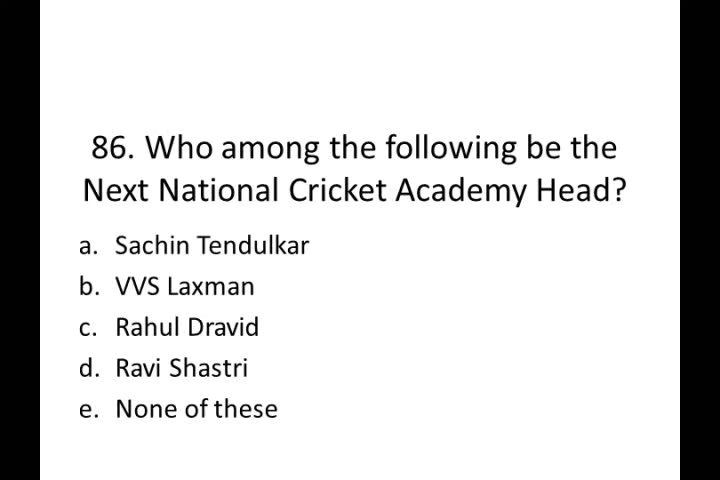 86. Who among the following be the
Next National Cricket Academy Head?
a. Sachin Tendulkar
b. VVS Laxman
c. Rahul Dravid
d. Ravi Shastri
e. None of these